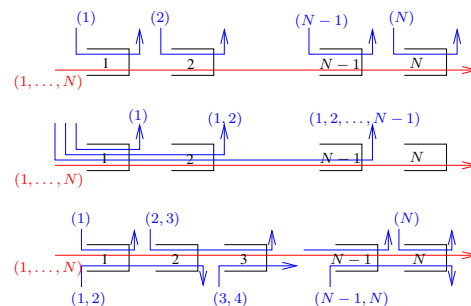 (1) (2) (N−1) (N)
1 2 N−1 N
(1,…,N)
(1) (1,2) (1,2,…,N−1)
1 2 N−1 N
(1,…,N)
(1) (2,3) (N)
1 2 3 N−1 N
(1,…,N)
(1,2) (3,4) (N−1,N)